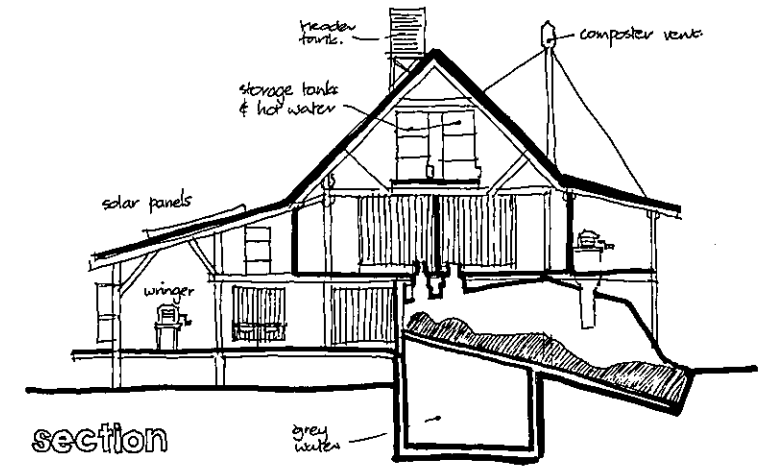 header
tank.
composter vent
storage tanks
& hot water
solar panels
wringer
grey
water
section